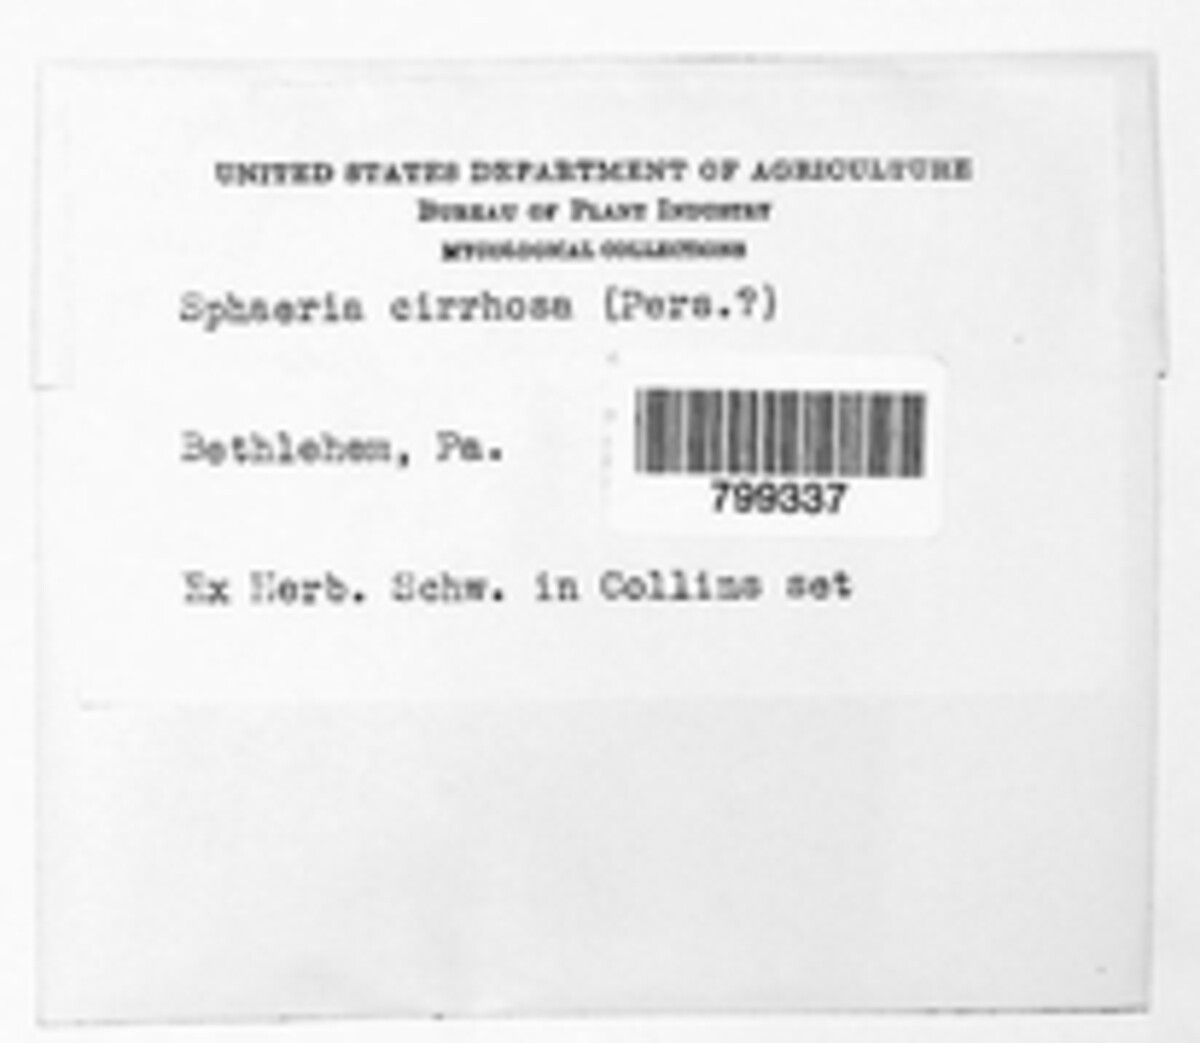 UNITED STATES DEPARTMENT OF AGRICULTURE
BUREAU OF PLANT INDUSTRY
MYCOLOGICAL COLLECTIONS
Sphaeria cirrhosa (Pers.?)
Bethlehem, Pa.
799337
Ex Herb. Schw. in Collins set